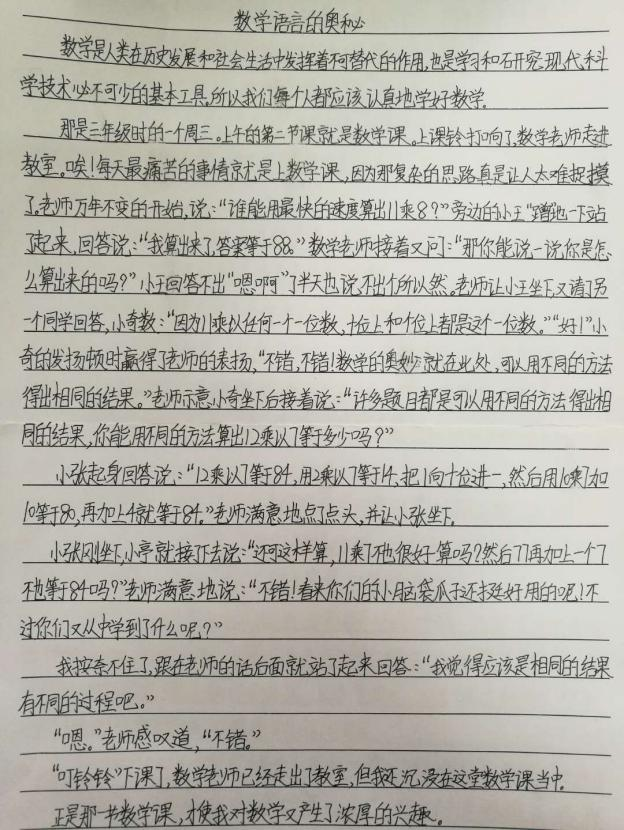 数学语言的奥秘
数学是人类在历史发展和社会生活中发挥着不可替代的作用,也是学习和研究现代科
学技术必不可少的基本工具。所以我们每个人都应该认真地学好数学。
那是三年级时的一个周三。上午的第二节课就是数学课。上课铃打响了,数学老师走进
教室。唉!每天最痛苦的事情就是上数学课,因为那复杂的思路真是让人太难捉摸
了。老师万年不变的开始,说:“谁能用最快的速度算出11乘8?”旁边的小王“蹭”地一下站
了起来,回答说:“我算出来了,答案等于88。”数学老师接着又问:“那你能说一说你是怎
么算出来的吗?”小王回答不出“嗯啊”了半天也说不出个所以然。老师让小王坐下,又请了另
一个同学回答,小奇数:“因为11乘以任何一个一位数,十位上和个位上都是这个一位数。”“好!”小
奇的发扬顿时赢得了老师的表扬,“不错,不错!数学的奥妙就在此处,可以用不同的方法
得出相同的结果。”老师示意小奇坐下后接着说:“许多题目都是可以用不同的方法得出相
同的结果,你能用不同的方法算出12乘以7等于多少吗?”
小张起身回答说:“12乘以7等于84,用2乘以7等于14,把1向十位进一,然后用10乘7加
10等于80,再加上4就等于84。”老师满意地点了点头,并让小张坐下。
小张刚坐下,小亭就接了下去说:“还可这样算,11乘7不也很好算吗?然后77再加上一个7
不也等于84吗?”老师满意地说:“不错!看来你们的小脑袋瓜子还挺好用的呢!不
过你们又从中学到了什么呢?”
我按奈不住了,跟在老师的话后面就站了起来回答:“我觉得应该是相同的结果
有不同的过程吧。”
“嗯。”老师感叹道,“不错。”
“叮铃铃”下课了,数学老师已经走出了教室,但我还沉浸在这堂数学课当中。
正是那一节数学课,才使我对数学又产生了浓厚的兴趣。